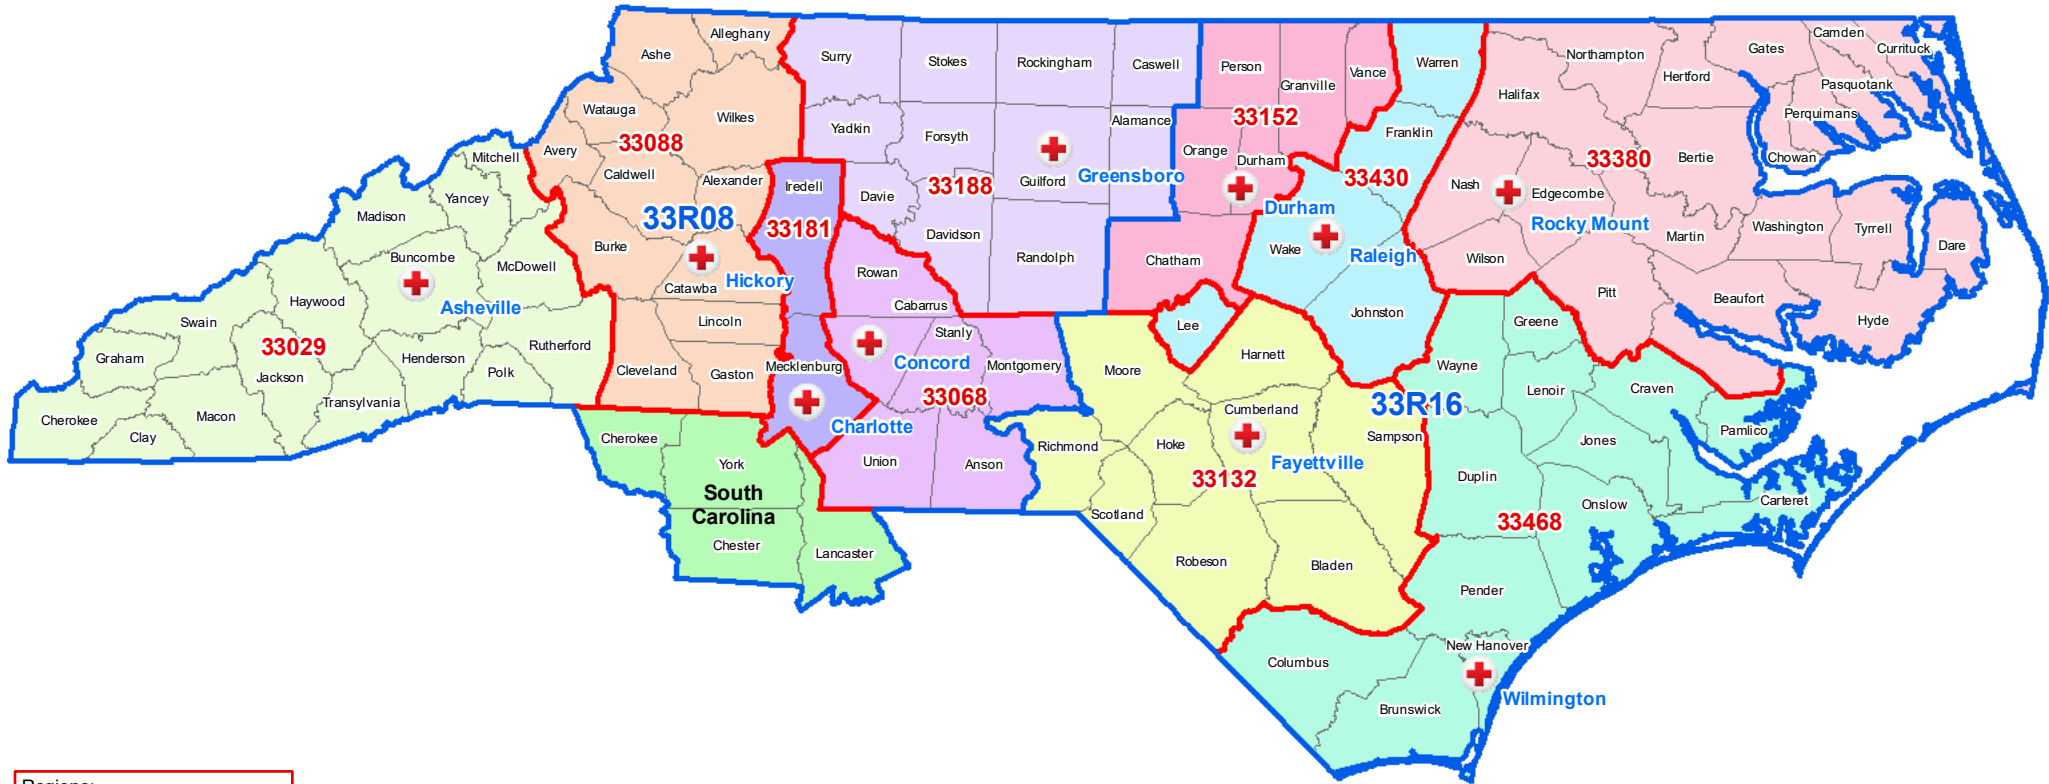 Ashe
Alleghany
Surry
Stokes
Rockingham
Caswell
Person
Granville
Vance
Warren
Northampton
Gates
Camden
Currituck
Hertford
Pasquotank
Halifax
Watauga
Wilkes
33088
Yadkin
Forsyth
Alamance
33152
Franklin
Perquimans
Avery
Mitchell
Caldwell
Alexander
Iredell
33188
Guilford
Greensboro
Orange
Durham
33430
33380
Bertie
Chowan
Yancey
Madison
33R08
Davie
Durham
Nash
Edgecombe
Rocky Mount
Burke
33181
Davidson
Randolph
Chatham
Wake
Raleigh
Wilson
Martin
Washington
Tyrrell
Dare
Buncombe
McDowell
Catawba
Hickory
Rowan
Cabarrus
Haywood
Asheville
Swain
Lincoln
Stanly
Lee
Johnston
Greene
Pitt
Beaufort
Hyde
Graham
33029
Henderson
Rutherford
Mecklenburg
Concord
Montgomery
Moore
Harnett
Wayne
Jackson
Polk
Cleveland
Gaston
33068
Lenoir
Craven
Cherokee
Macon
Transylvania
33R16
Clay
Charlotte
Cumberland
Cherokee
York
Union
Anson
Richmond
Hoke
Fayettville
Sampson
Jones
Pamlico
South
Carolina
33132
Duplin
Onslow
Carteret
Scotland
33468
Chester
Lancaster
Robeson
Bladen
Pender
Columbus
New Hanover
Brunswick
Wilmington